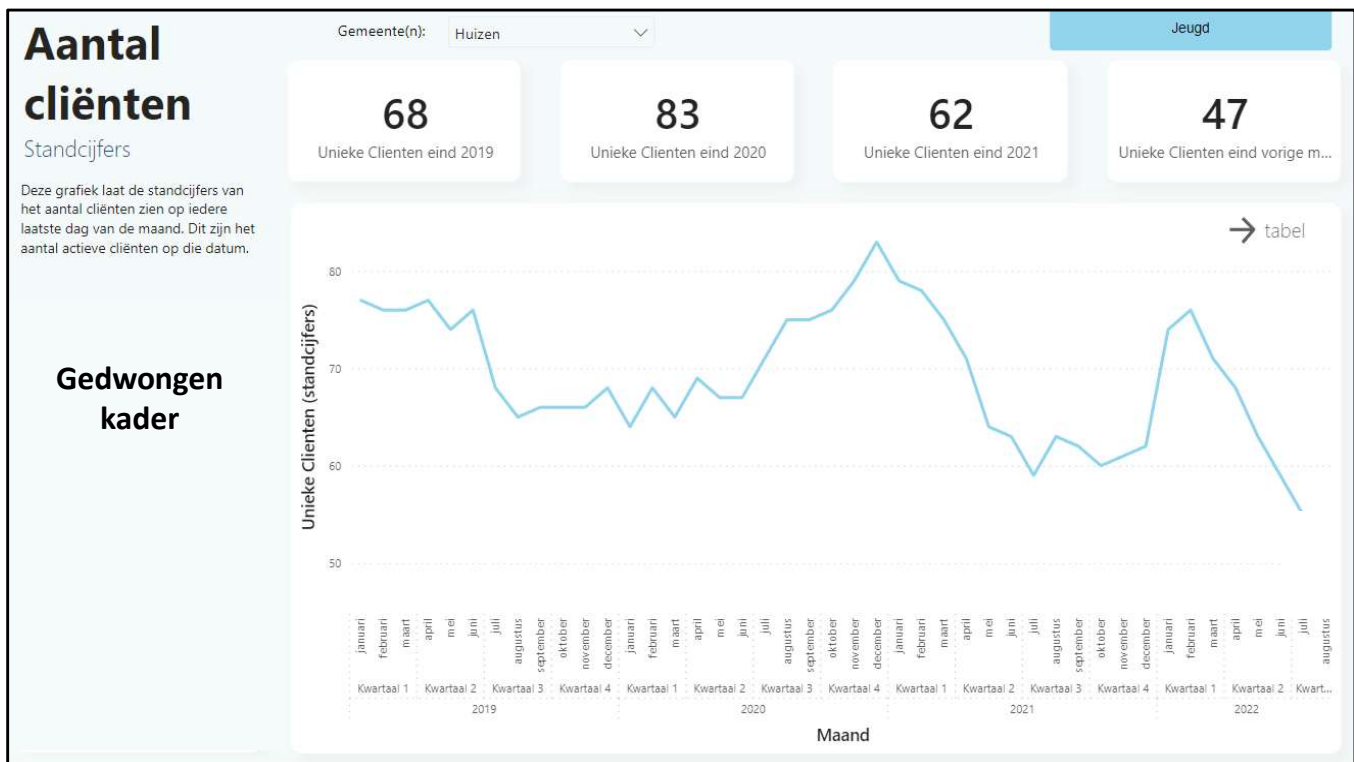 Aantal
cliënten
Standcijfers
Deze grafiek laat de standcijfers van
het aantal cliënten zien op iedere
laatste dag van de maand. Dit zijn het
aantal actieve cliënten op die datum.
Gedwongen
kader
Gemeente(n): Huizen
Jeugd
68
Unieke Clienten eind 2019
83
Unieke Clienten eind 2020
62
Unieke Clienten eind 2021
47
Unieke Clienten eind vorige m...
tabel
Unieke Clienten (standcijfers)
80
70
60
50
januari februari maart april mei juni juli augustus september oktober november december januari februari maart april mei juni juli augustus september oktober november december januari februari maart april mei juni juli augustus september oktober november december januari februari maart april mei juni juli augustus
Kwartaal 1 Kwartaal 2 Kwartaal 3 Kwartaal 4 Kwartaal 1 Kwartaal 2 Kwartaal 3 Kwartaal 4 Kwartaal 1 Kwartaal 2 Kwartaal 3 Kwartaal 4 Kwartaal 1 Kwartaal 2 Kwart...
2019 2020 2021 2022
Maand